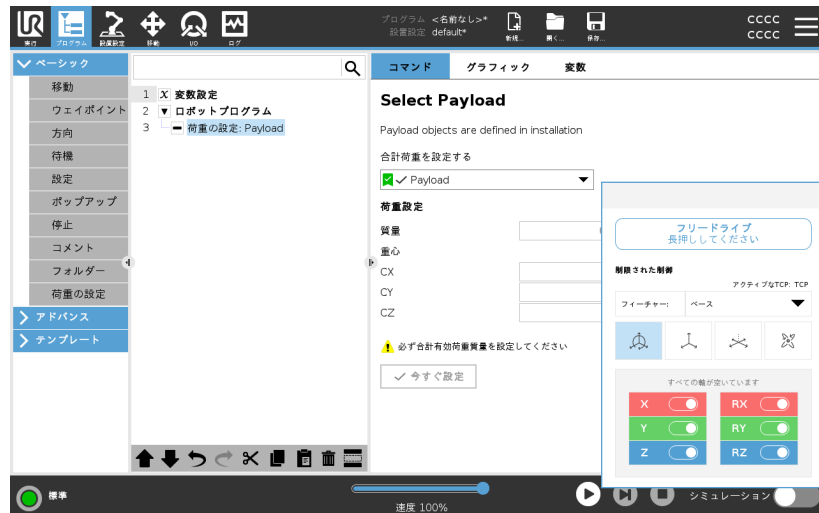 UR
実行
プログラム
設置設定
移動
I/O
ログ
プログラム <名前なし>*
設置設定 default*
新規...
開く...
保存...
CCCC
CCCC
ベーシック
移動
ウェイポイント
方向
待機
設定
ポップアップ
停止
コメント
フォルダー
荷重の設定
アドバンス
テンプレート
1 X 変数設定
2 ロボットプログラム
3 荷重の設定: Payload
コマンド グラフィック 変数
Select Payload
Payload objects are defined in installation
合計荷重を設定する
Payload
荷重設定
質量
重心
CX
CY
CZ
必ず合計有効荷重質量を設定してください
今すぐ設定
フリードライブ
長押ししてください
制限された制御
アクティブなTCP: TCP
フィーチャー: ベース
すべての軸が空いています
X RX
Y RY
Z RZ
標準
速度 100%
シミュレーション